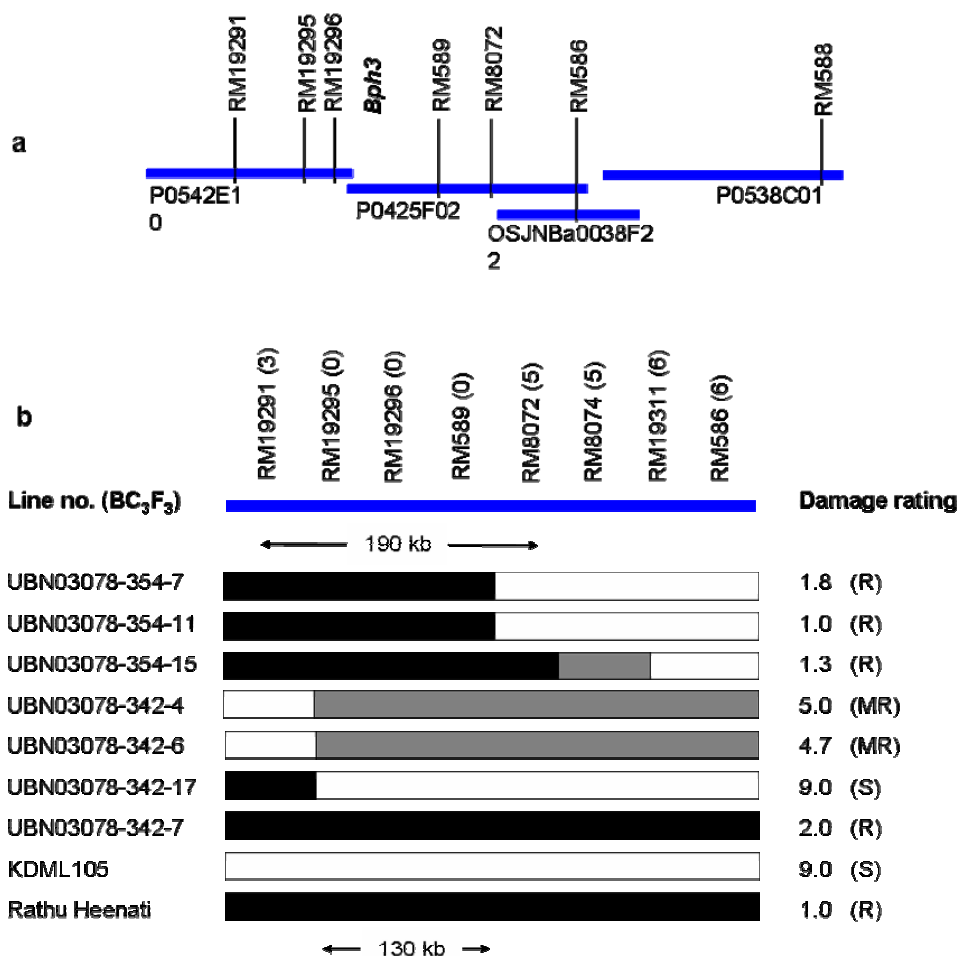 RM19291
RM19295
RM19296
Bph3
RM589
RM8072
RM586
RM588
a
P0542E1
0
P0425F02
OSJNBa0038F2
2
P0538C01
b
RM19291 (3)
RM19295 (0)
RM19296 (0)
RM589 (0)
RM8072 (5)
RM8074 (5)
RM19311 (6)
RM586 (6)
Line no. (BC3F3)
Damage rating
190 kb
UBN03078-354-7 1.8 (R)
UBN03078-354-11 1.0 (R)
UBN03078-354-15 1.3 (R)
UBN03078-342-4 5.0 (MR)
UBN03078-342-6 4.7 (MR)
UBN03078-342-17 9.0 (S)
UBN03078-342-7 2.0 (R)
KDML105 9.0 (S)
Rathu Heenati 1.0 (R)
130 kb